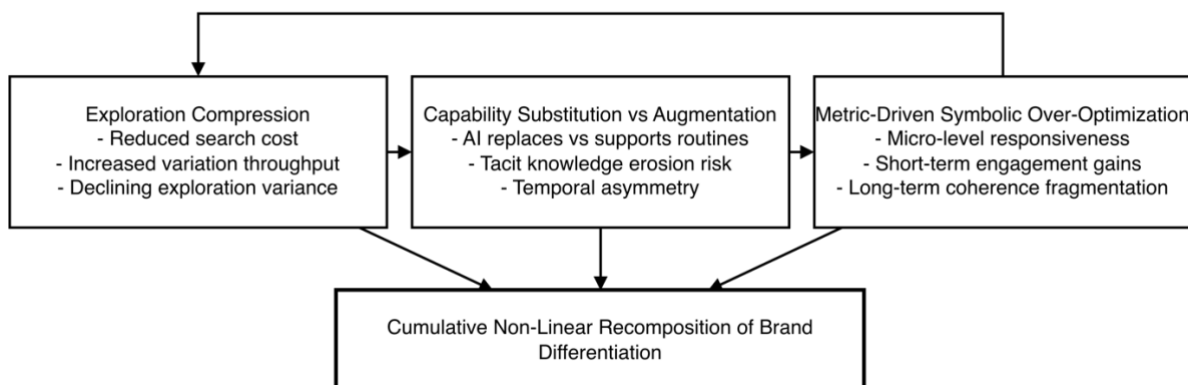 Exploration Compression
- Reduced search cost
- Increased variation throughput
- Declining exploration variance
Capability Substitution vs Augmentation
- AI replaces vs supports routines
- Tacit knowledge erosion risk
- Temporal asymmetry
Metric-Driven Symbolic Over-Optimization
- Micro-level responsiveness
- Short-term engagement gains
- Long-term coherence fragmentation
Cumulative Non-Linear Recomposition of Brand
Differentiation